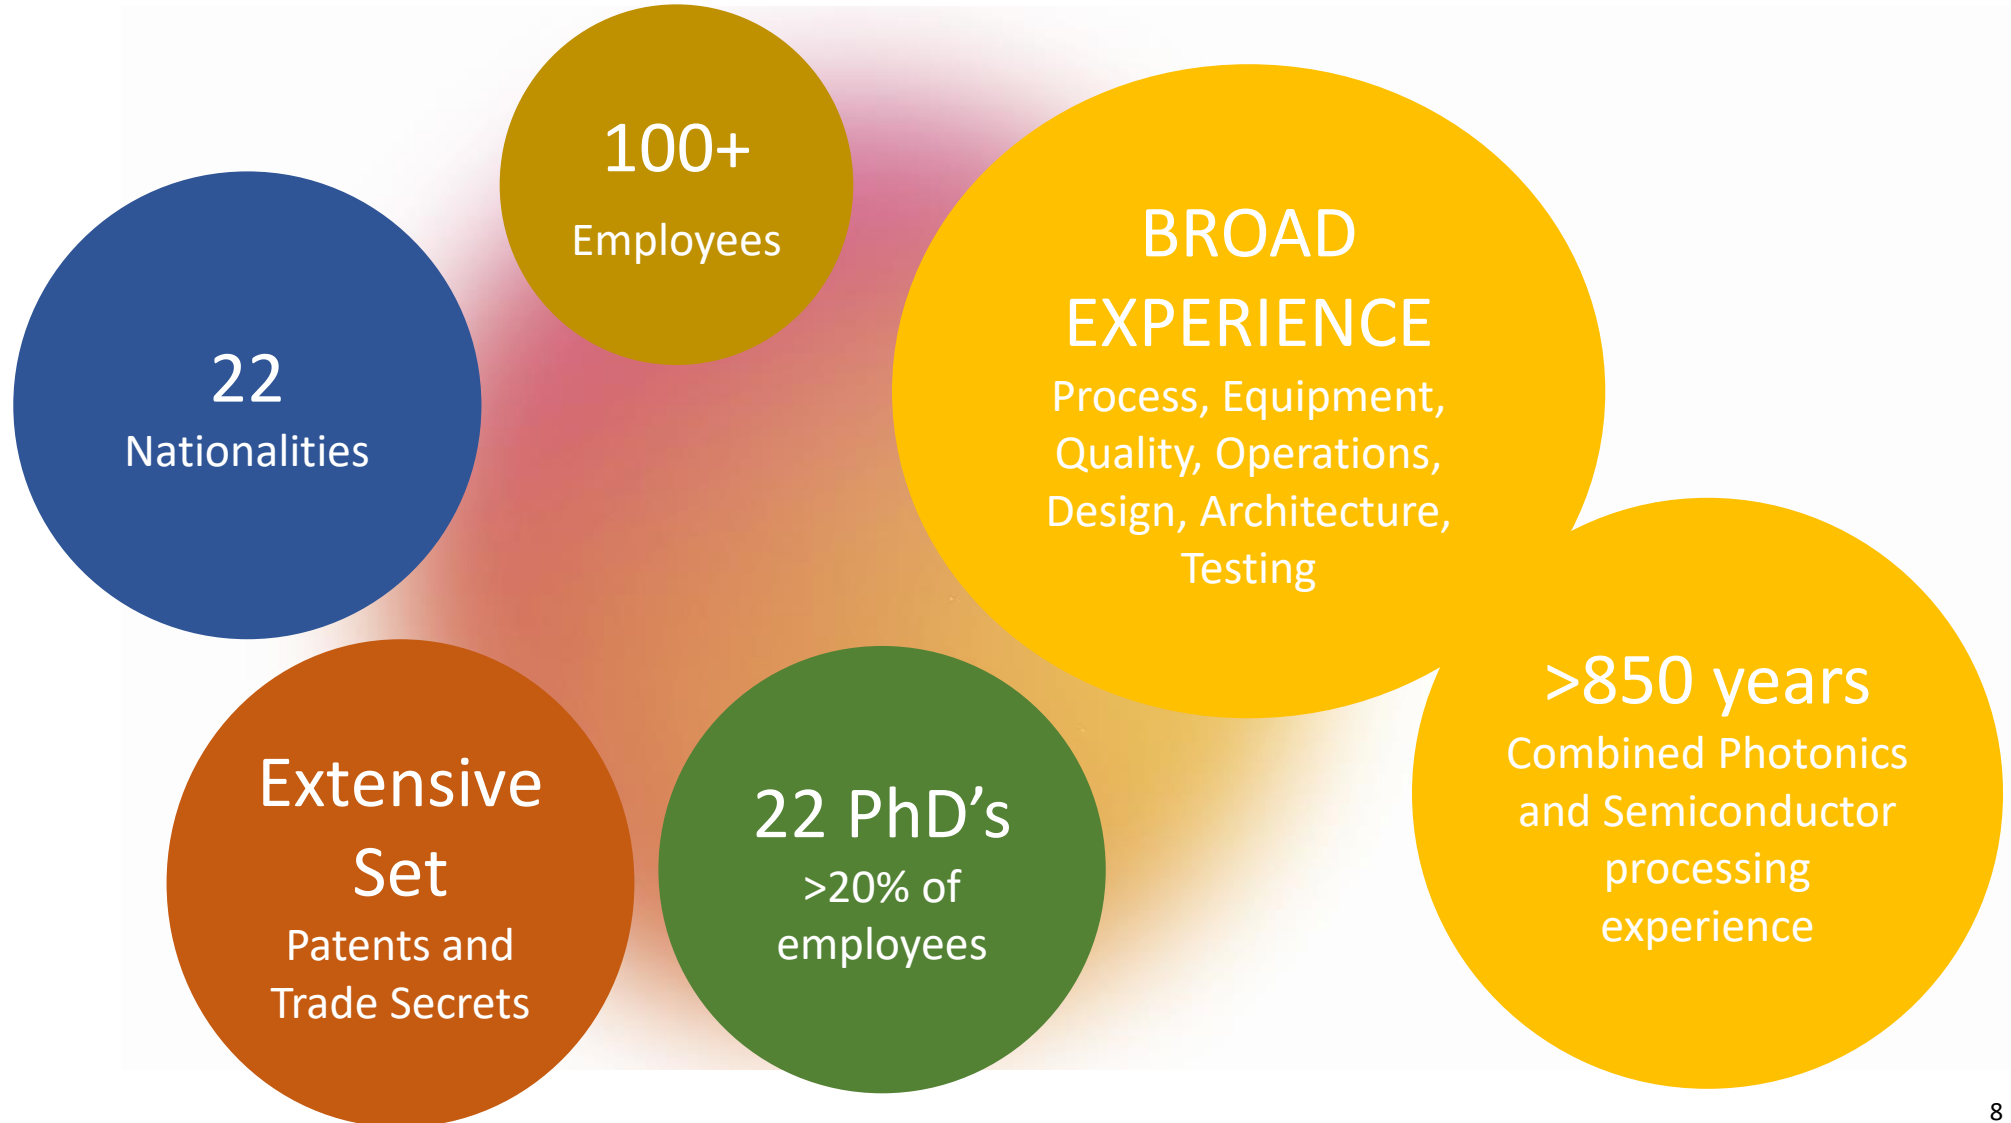 100+
Employees
22
Nationalities
BROAD
EXPERIENCE
Process, Equipment,
Quality, Operations,
Design, Architecture,
Testing
>850 years
Combined Photonics
and Semiconductor
processing
experience
Extensive
Set
Patents and
Trade Secrets
22 PhD’s
>20% of
employees
8